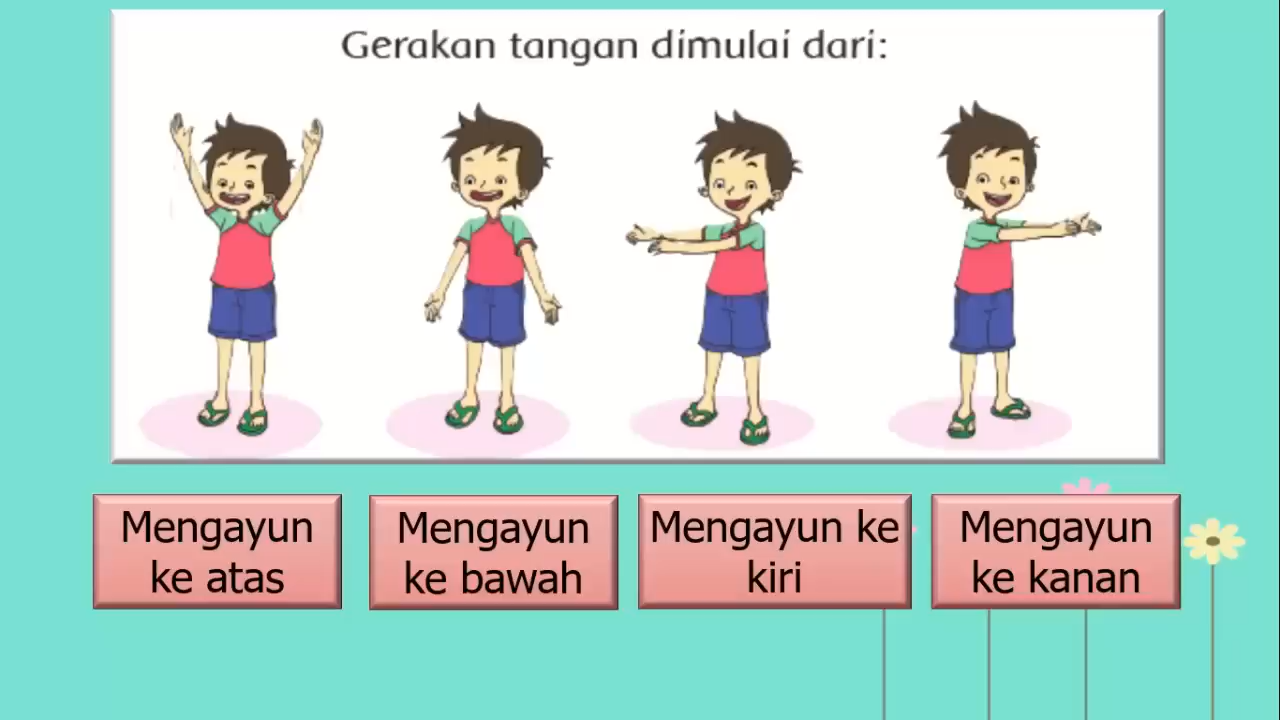 Gerakan tangan dimulai dari:
Mengayun
ke atas
Mengayun
ke bawah
Mengayun ke
kiri
Mengayun
ke kanan